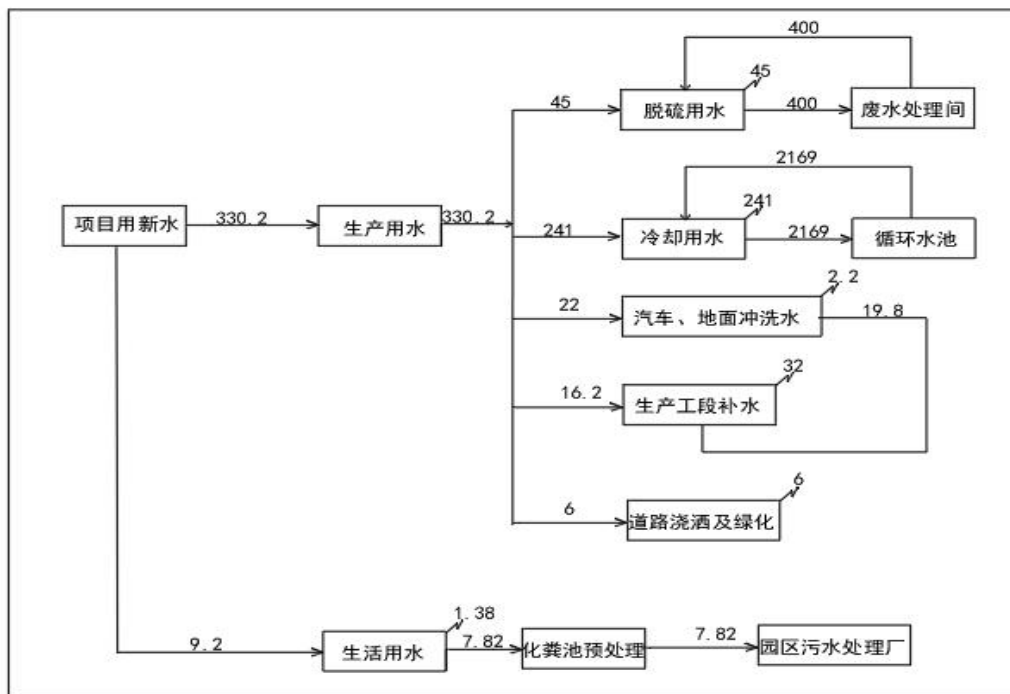 400
45
45
脱硫用水
400
废水处理间
2169
项目用新水
330.2
生产用水
330.2
241
241
冷却用水
2169
循环水池
2.2
22
汽车、地面冲洗水
19.8
32
16.2
生产工段补水
6
6
道路浇洒及绿化
1.38
9.2
生活用水
7.82
化粪池预处理
7.82
园区污水处理厂